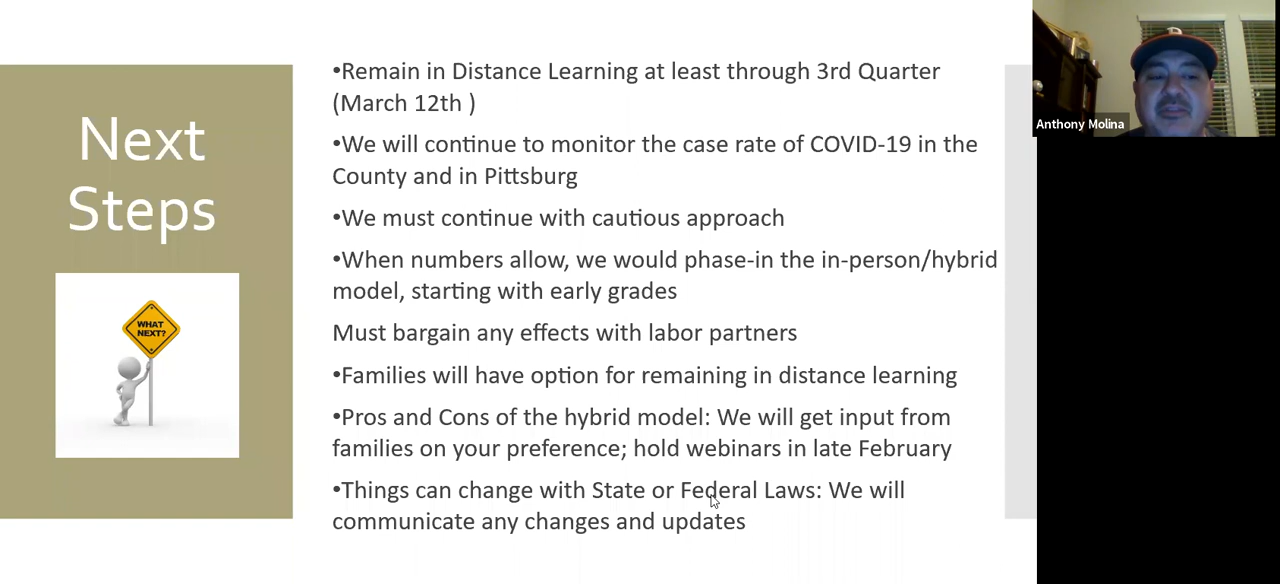 Next
Steps
WHAT
NEXT?
•Remain in Distance Learning at least through 3rd Quarter
(March 12th )
•We will continue to monitor the case rate of COVID-19 in the
County and in Pittsburg
•We must continue with cautious approach
•When numbers allow, we would phase-in the in-person/hybrid
model, starting with early grades
Must bargain any effects with labor partners
•Families will have option for remaining in distance learning
•Pros and Cons of the hybrid model: We will get input from
families on your preference; hold webinars in late February
•Things can change with State or Federal Laws: We will
communicate any changes and updates
Anthony Molina